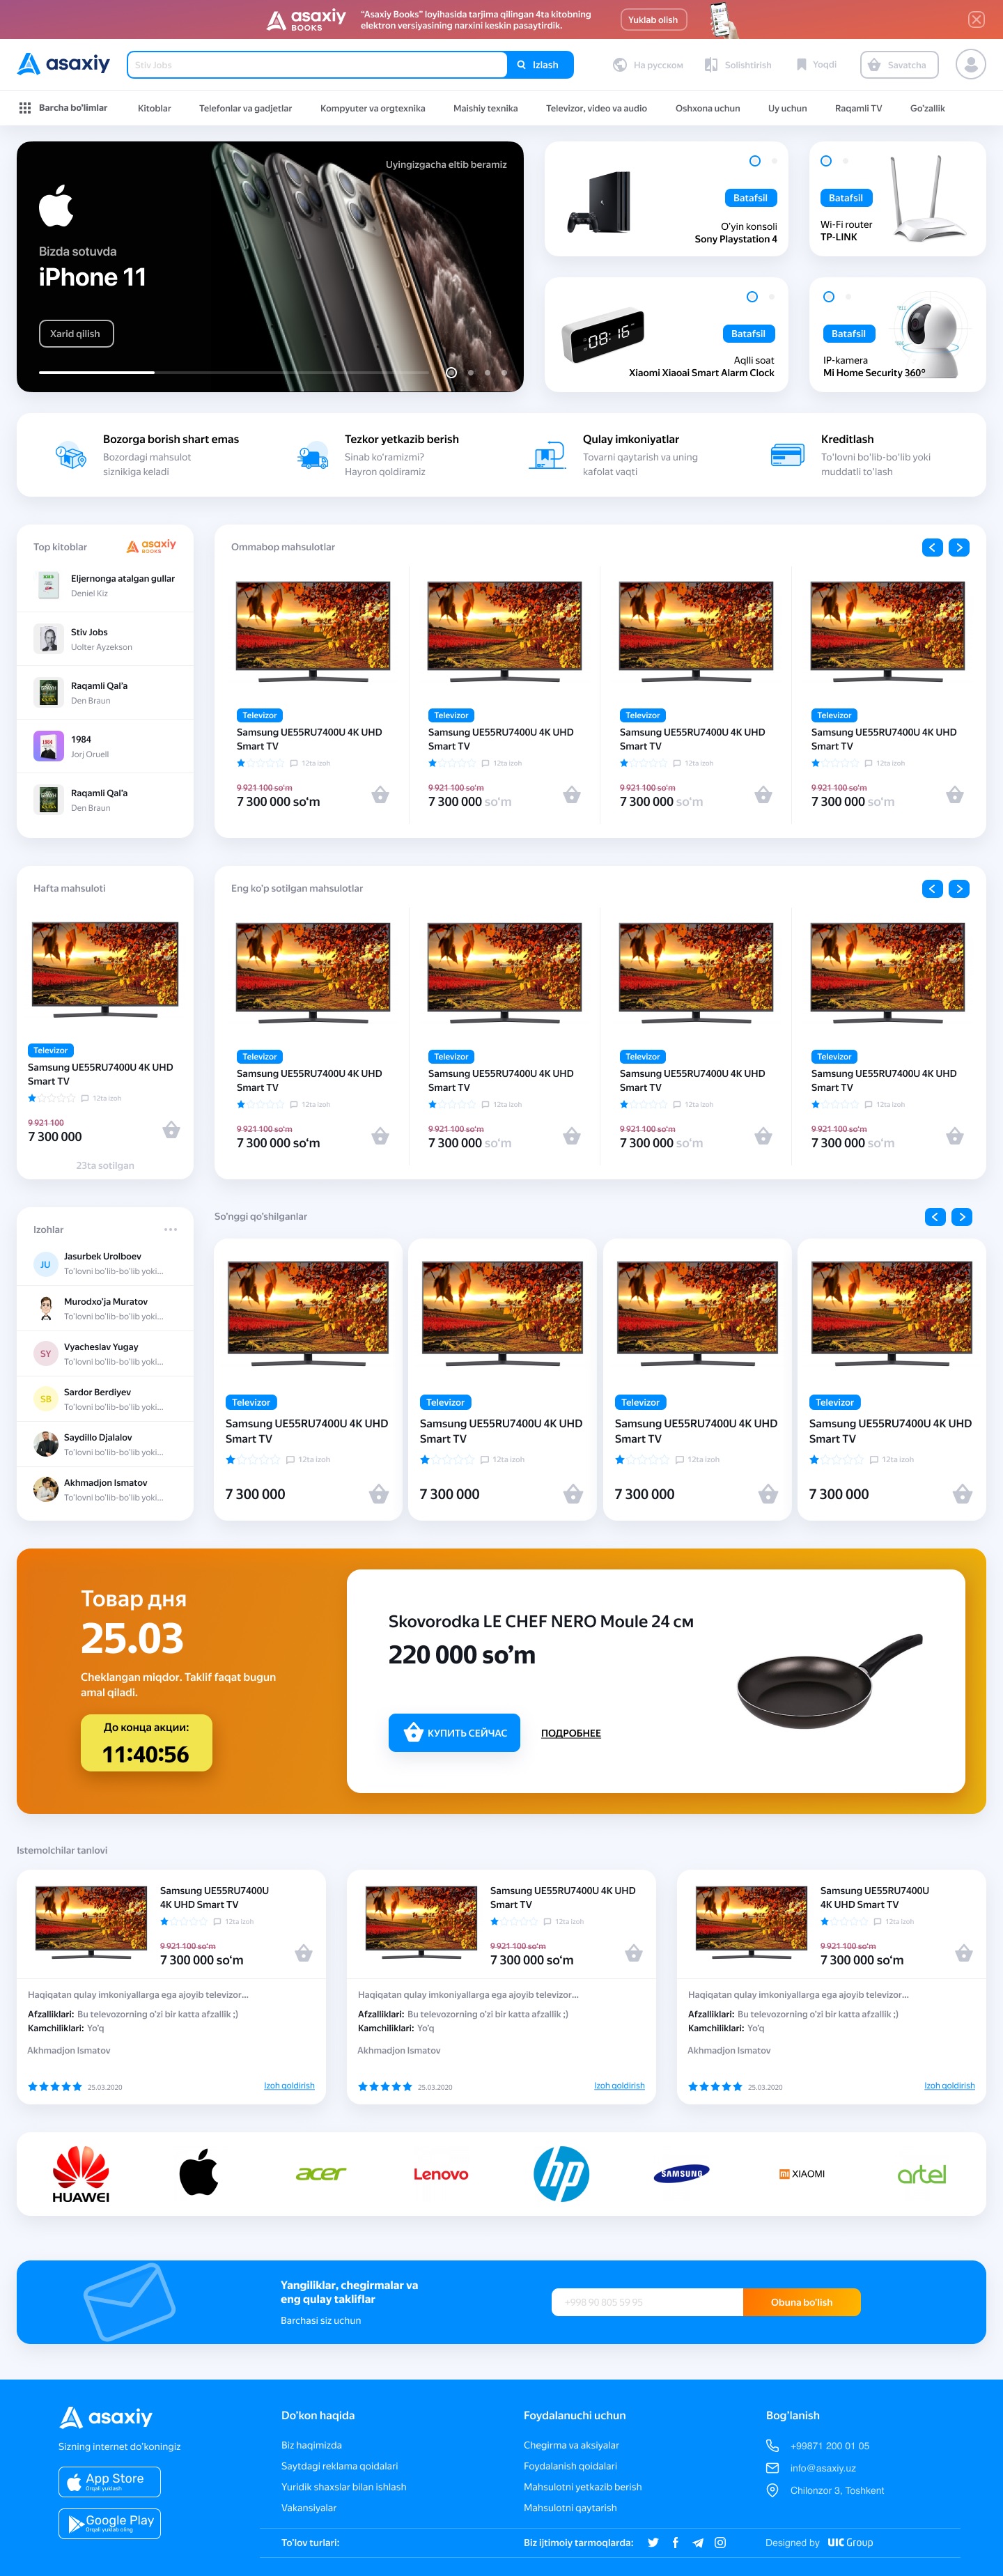 asaxiy
BOOKS
"Asaxiy Books" loyihasida tarjima qilingan 4ta kitobning
elektron versiyasining narxini keskin pasaytirdik.
Yuklab olish
asaxiy
Stiv Jobs
Izlash
На русском
Solishtirish
Yoqdi
Savatcha
Barcha bo'limlar
Kitoblar
Telefonlar va gadjetlar
Kompyuter va orgtexnika
Maishiy texnika
Televizor, video va audio
Oshxona uchun
Uy uchun
Raqamli TV
Go'zallik
Uyingizgacha eltib beramiz
Bizda sotuvda
iPhone 11
Xarid qilish
Batafsil
O'yin konsoli
Sony Playstation 4
Batafsil
Wi-Fi router
TP-LINK
08:16
Batafsil
Aqlli soat
Xiaomi Xiaoai Smart Alarm Clock
Batafsil
IP-kamera
Mi Home Security 360°
Bozorga borish shart emas
Bozordagi mahsulot
siznikiga keladi
Tezkor yetkazib berish
Sinab ko'ramizmi?
Hayron qoldiramiz
Qulay imkoniyatlar
Tovarni qaytarish va uning
kafolat vaqti
Kreditlash
To'lovni bo'lib-bo'lib yoki
muddatli to'lash
Top kitoblar
asaxiy
BOOKS
Eljernonga atalgan gullar
Deniel Kiz
Stiv Jobs
Uolter Ayzekson
Raqamli Qal'a
Den Braun
1984
Jorj Oruell
Raqamli Qal'a
Den Braun
Ommabop mahsulotlar
Televizor
Samsung UE55RU7400U 4K UHD
Smart TV
12ta izoh
9 921 100 so'm
7 300 000 so'm
Televizor
Samsung UE55RU7400U 4K UHD
Smart TV
12ta izoh
9 921 100 so'm
7 300 000 so'm
Televizor
Samsung UE55RU7400U 4K UHD
Smart TV
12ta izoh
9 921 100 so'm
7 300 000 so'm
Televizor
Samsung UE55RU7400U 4K UHD
Smart TV
12ta izoh
9 921 100 so'm
7 300 000 so'm
Hafta mahsuloti
Televizor
Samsung UE55RU7400U 4K UHD
Smart TV
12ta izoh
9 921 100
7 300 000
23ta sotilgan
Eng ko'p sotilgan mahsulotlar
Televizor
Samsung UE55RU7400U 4K UHD
Smart TV
12ta izoh
9 921 100 so'm
7 300 000 so'm
Televizor
Samsung UE55RU7400U 4K UHD
Smart TV
12ta izoh
9 921 100 so'm
7 300 000 so'm
Televizor
Samsung UE55RU7400U 4K UHD
Smart TV
12ta izoh
9 921 100 so'm
7 300 000 so'm
Televizor
Samsung UE55RU7400U 4K UHD
Smart TV
12ta izoh
9 921 100 so'm
7 300 000 so'm
Izohlar
JU
Jasurbek Urolboev
To'lovni bo'lib-bo'lib yoki...
Murodxo'ja Muratov
To'lovni bo'lib-bo'lib yoki...
SY
Vyacheslav Yugay
To'lovni bo'lib-bo'lib yoki...
SB
Sardor Berdiyev
To'lovni bo'lib-bo'lib yoki...
Saydillo Djalalov
To'lovni bo'lib-bo'lib yoki...
Akhmadjon Ismatov
To'lovni bo'lib-bo'lib yoki...
So'nggi qo'shilganlar
Televizor
Samsung UE55RU7400U 4K UHD
Smart TV
12ta izoh
7 300 000
Televizor
Samsung UE55RU7400U 4K UHD
Smart TV
12ta izoh
7 300 000
Televizor
Samsung UE55RU7400U 4K UHD
Smart TV
12ta izoh
7 300 000
Televizor
Samsung UE55RU7400U 4K UHD
Smart TV
12ta izoh
7 300 000
Товар дня
25.03
Cheklangan miqdor. Taklif faqat bugun
amal qiladi.
До конца акции:
11:40:56
Skovorodka LE CHEF NERO Moule 24 см
220 000 so'm
КУПИТЬ СЕЙЧАС
ПОДРОБНЕЕ
Istemolchilar tanlovi
Samsung UE55RU7400U
4K UHD Smart TV
12ta izoh
9 921 100 so'm
7 300 000 so'm
Haqiqatan qulay imkoniyallarga ega ajoyib televizor...
Afzalliklari: Bu televozorning o'zi bir katta afzallik ;)
Kamchiliklari: Yo'q
Akhmadjon Ismatov
25.03.2020
Izoh qoldirish
Samsung UE55RU7400U 4K UHD
Smart TV
12ta izoh
9 921 100 so'm
7 300 000 so'm
Haqiqatan qulay imkoniyallarga ega ajoyib televizor...
Afzalliklari: Bu televozorning o'zi bir katta afzallik ;)
Kamchiliklari: Yo'q
Akhmadjon Ismatov
25.03.2020
Izoh qoldirish
Samsung UE55RU7400U
4K UHD Smart TV
12ta izoh
9 921 100 so'm
7 300 000 so'm
Haqiqatan qulay imkoniyallarga ega ajoyib televizor...
Afzalliklari: Bu televozorning o'zi bir katta afzallik ;)
Kamchiliklari: Yo'q
Akhmadjon Ismatov
25.03.2020
Izoh qoldirish
HUAWEI
acer
Lenovo
hp
SAMSUNG
mi XIAOMI
artel
Yangiliklar, chegirmalar va
eng qulay takliflar
Barchasi siz uchun
+998 90 805 59 95
Obuna bo'lish
asaxiy
Sizning internet do'koningiz
App Store
Orqali yuklash
Google Play
Orqali yuklab oling
Do'kon haqida
Biz haqimizda
Saytdagi reklama qoidalari
Yuridik shaxslar bilan ishlash
Vakansiyalar
Foydalanuchi uchun
Chegirma va aksiyalar
Foydalanish qoidalari
Mahsulotni yetkazib berish
Mahsulotni qaytarish
Bog'lanish
+99871 200 01 05
info@asaxiy.uz
Chilonzor 3, Toshkent
To'lov turlari:
Biz ijtimoiy tarmoqlarda:
Designed by UIC Group